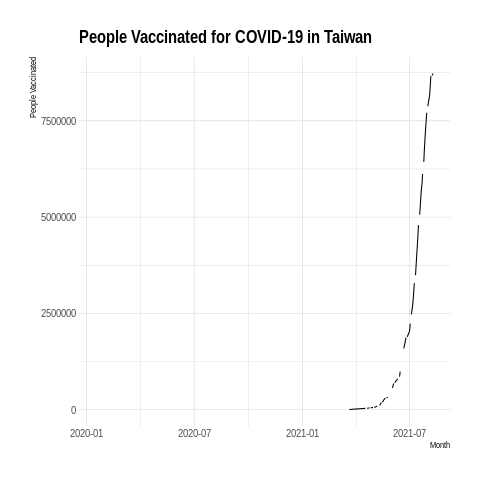 People Vaccinated for COVID-19 in Taiwan
People Vaccinated
7500000
5000000
2500000
0
2020-01 2020-07 2021-01 2021-07
Month